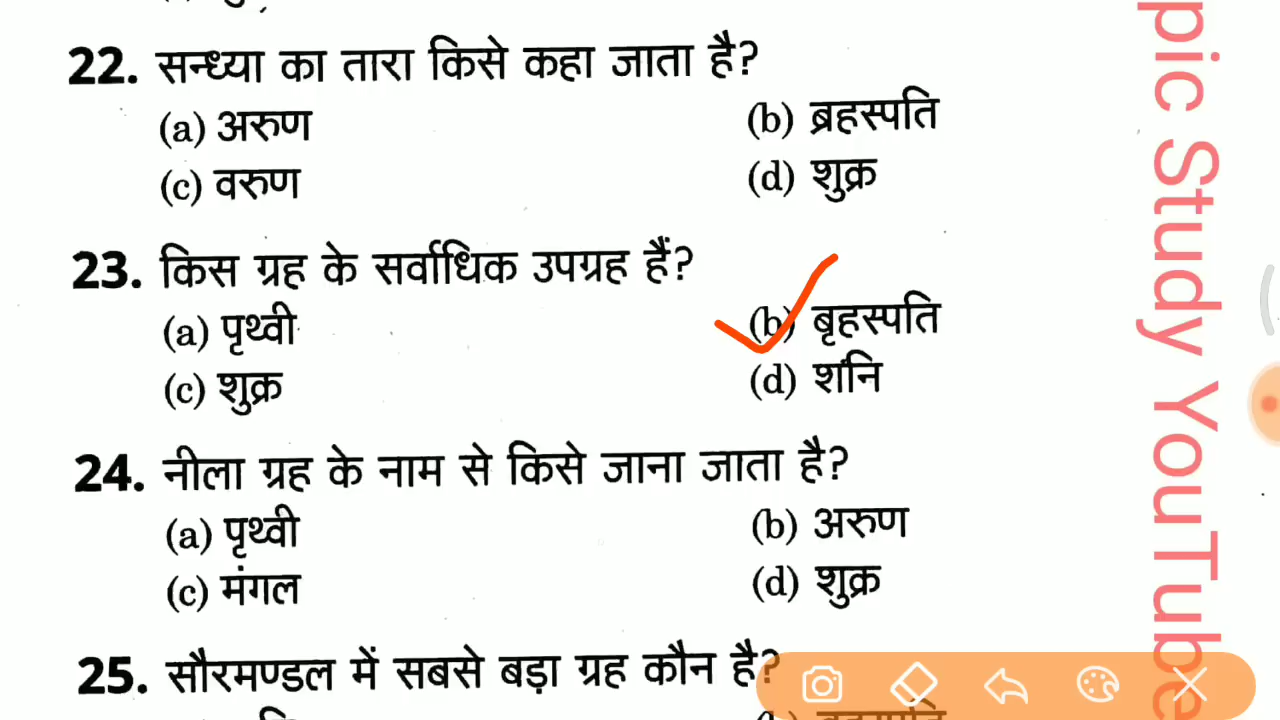 22. सन्ध्या का तारा किसे कहा जाता है?
(a) अरुण (b) ब्रहस्पति
(c) वरुण (d) शुक्र
23. किस ग्रह के सर्वाधिक उपग्रह हैं?
(a) पृथ्वी (b) बृहस्पति
(c) शुक्र (d) शनि
24. नीला ग्रह के नाम से किसे जाना जाता है?
(a) पृथ्वी (b) अरुण
(c) मंगल (d) शुक्र
25. सौरमण्डल में सबसे बड़ा ग्रह कौन है?
pic Study YouTube